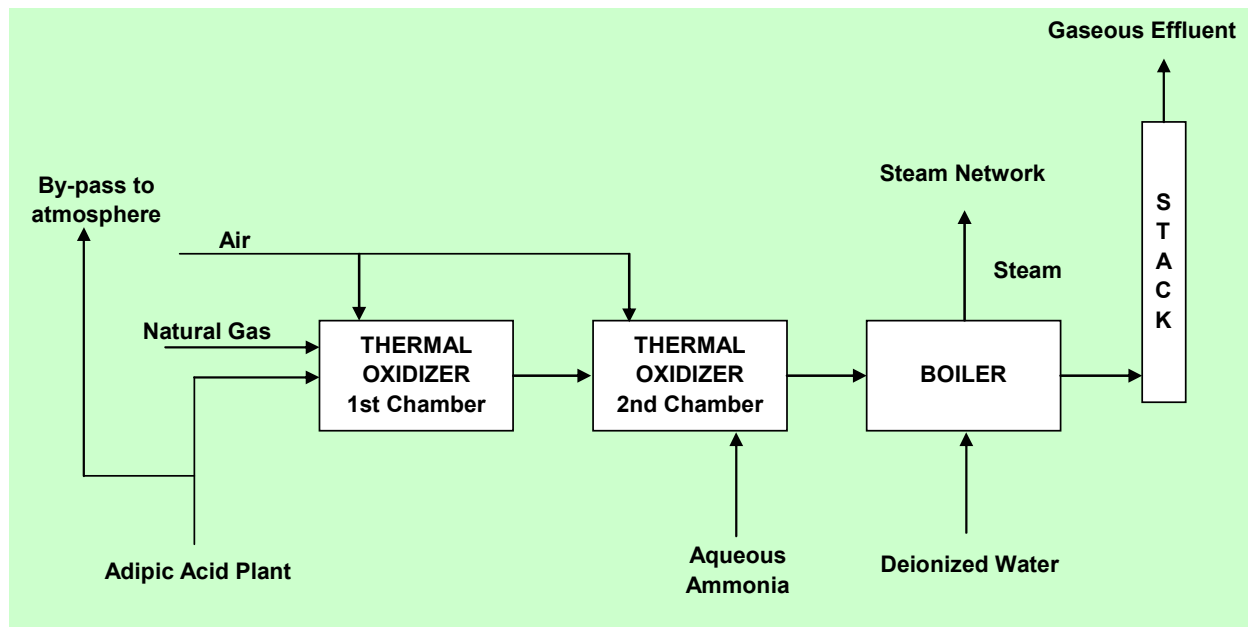 Gaseous Effluent
By-pass to
atmosphere
Steam Network
S
T
A
C
K
Air
Steam
Natural Gas
THERMAL
OXIDIZER
1st Chamber
THERMAL
OXIDIZER
2nd Chamber
BOILER
Adipic Acid Plant
Aqueous
Ammonia
Deionized Water